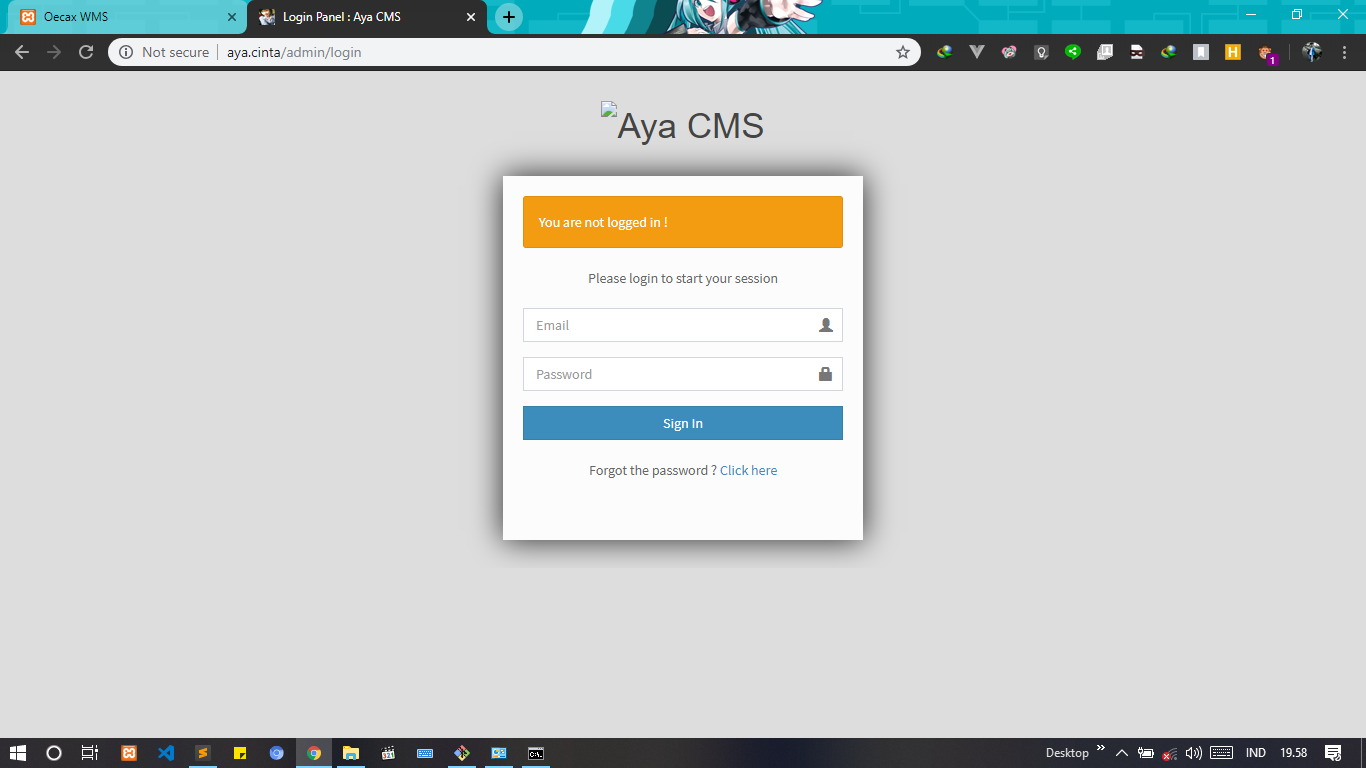 Oecax WMS
Login Panel : Aya CMS
Not secure
aya.cinta/admin/login
H
1
Aya CMS
You are not logged in !
Please login to start your session
Email
Password
Sign In
Forgot the password ? Click here
Desktop
IND
19.58